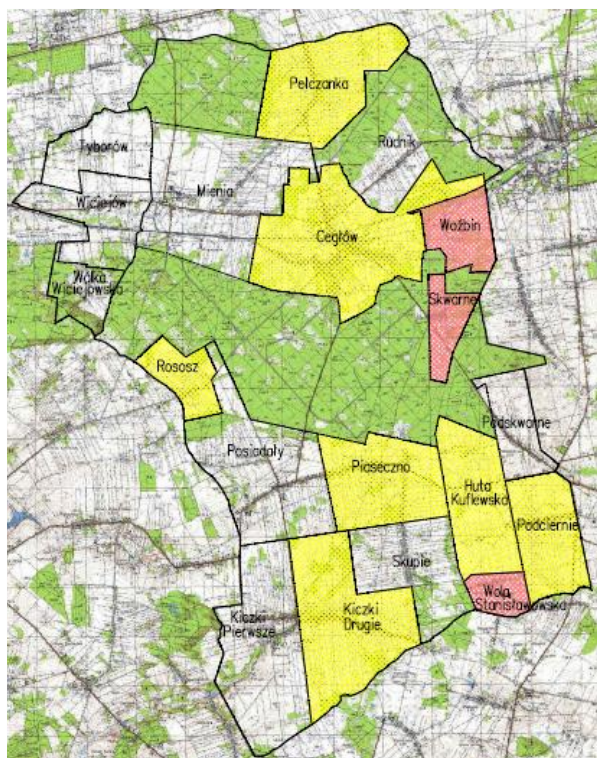 Pełczanka
Rudnik
Tyborów
Mienia
Wiciejów
Cegłów
Woźbin
Wólka
Wiciejowska
Skwarne
Rososz
Podskwarne
Posiadały
Piaseczno
Huta
Kuflewska
Podciernie
Skupie
Wola
Stanisławowska
Kiczki
Pierwsze
Kiczki
Drugie